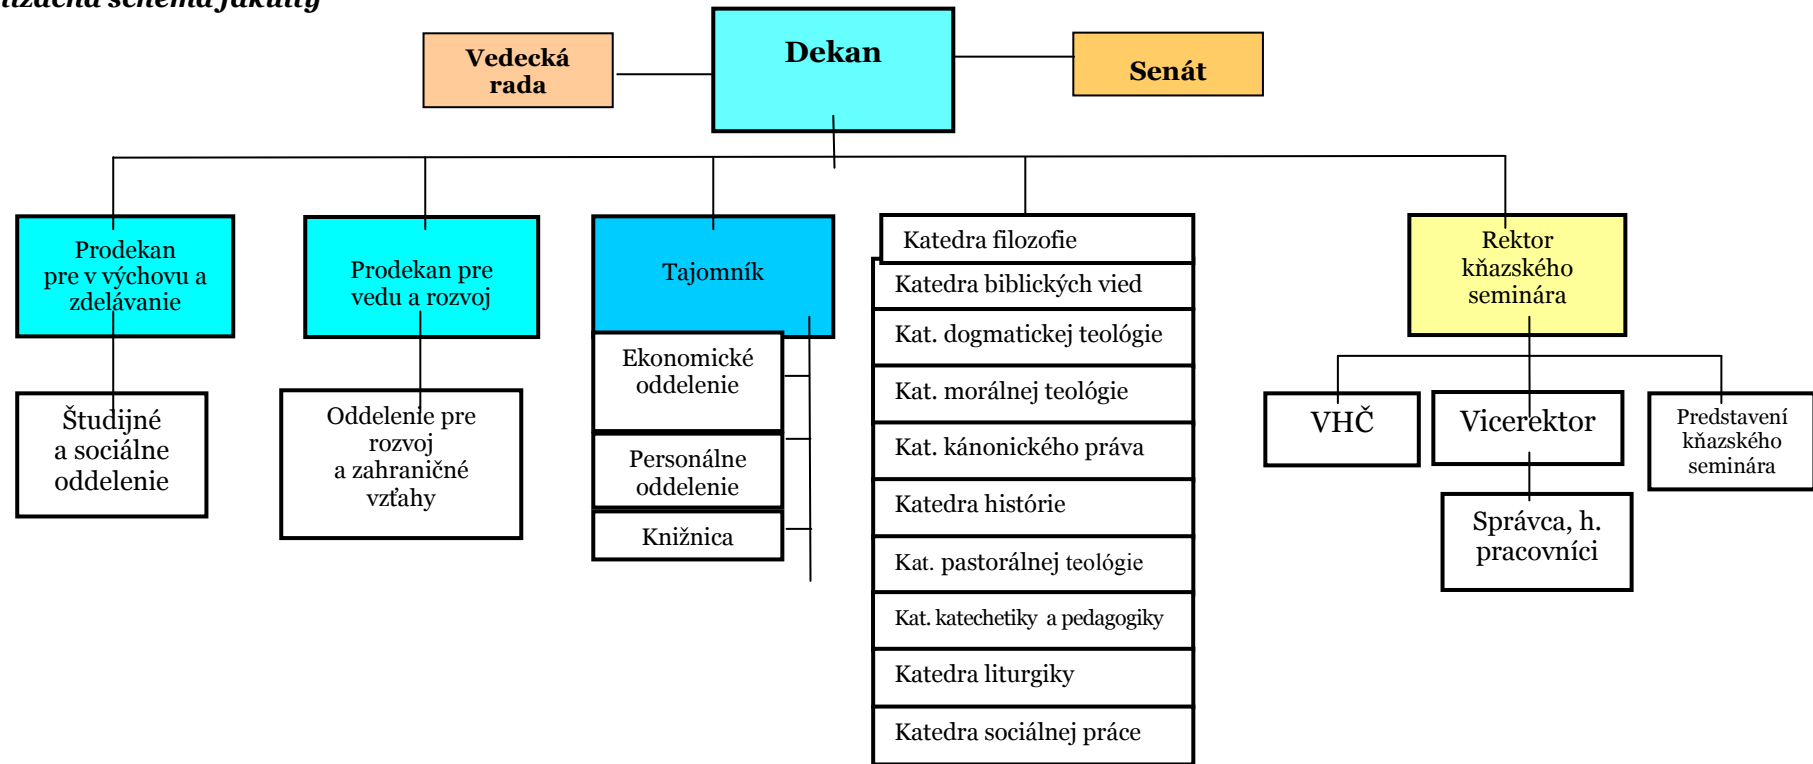 schéma fakulty
Vedecká
rada
Dekan
Senát
Prodekan
pre v výchovu a
zdelávanie
Prodekan pre
vedu a rozvoj
Tajomník
Katedra filozofie
Katedra biblických vied
Kat. dogmatickej teológie
Kat. morálnej teológie
Kat. kánonického práva
Katedra histórie
Kat. pastorálnej teológie
Kat. katechetiky a pedagogiky
Katedra liturgiky
Katedra sociálnej práce
Rektor
kňazského
seminára
Študijné
a sociálne
oddelenie
Oddelenie pre
rozvoj
a zahraničné
vzťahy
Ekonomické
oddelenie
Personálne
oddelenie
Knižnica
VHČ
Vicerektor
Predstavení
kňazského
seminára
Správca, h.
pracovníci